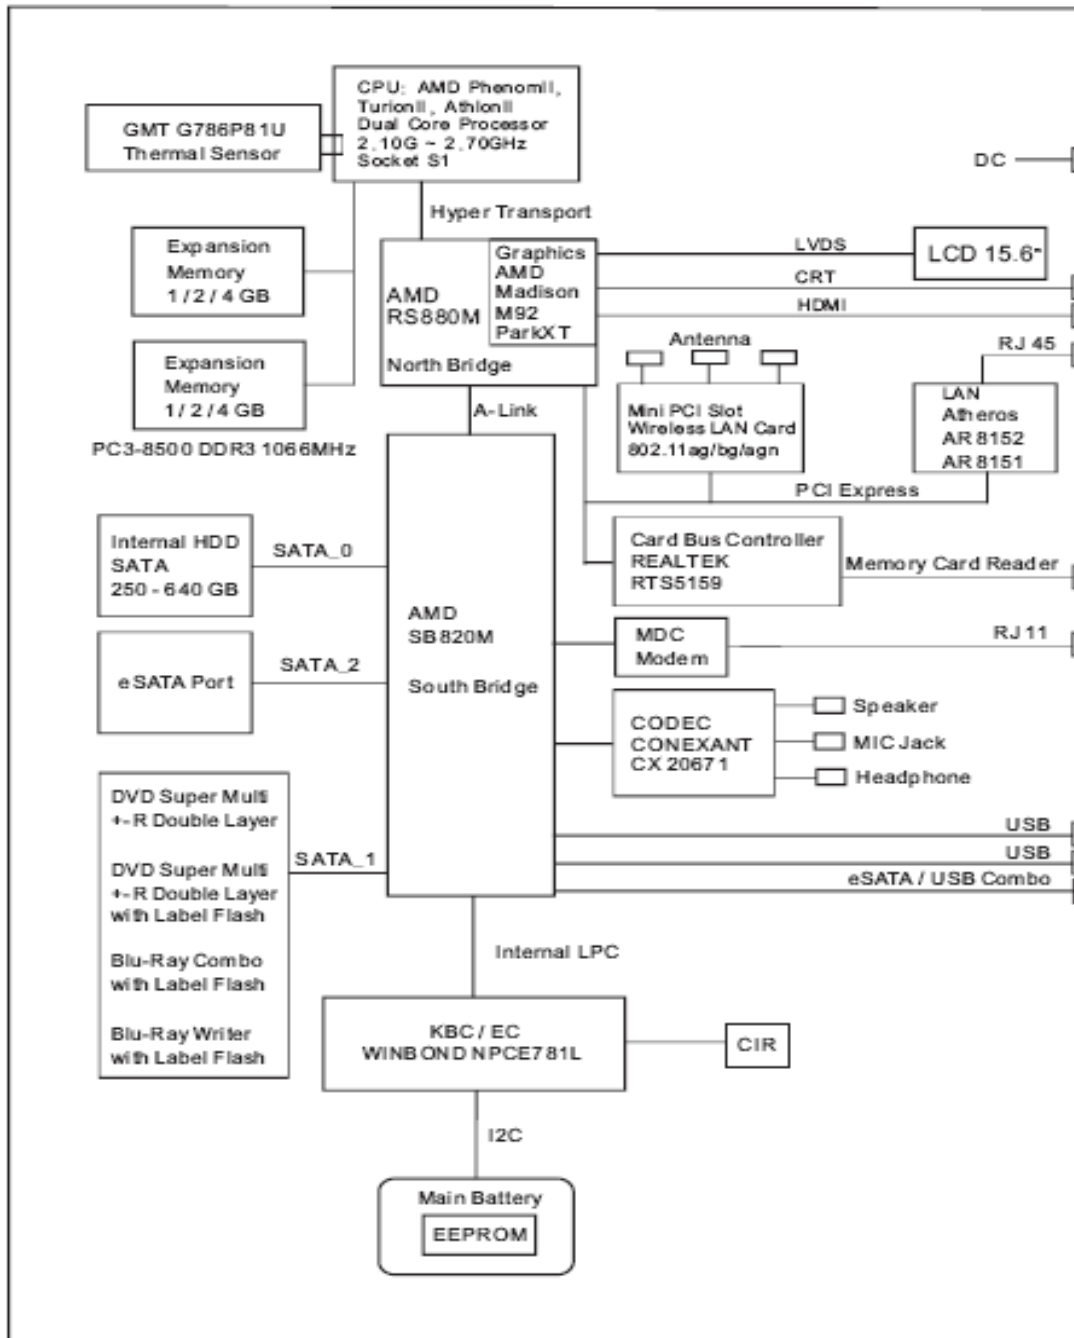 CPU: AMD PhenomII,
TurionII, AthlonII
Dual Core Processor
2.10G ~ 2.70GHz
Socket S1
GMT G786P81U
Thermal Sensor
DC
Hyper Transport
Expansion
Memory
1 / 2 / 4 GB
AMD
RS880M
North Bridge
Graphics
AMD
Madison
M92
ParkXT
LVDS
LCD 15.6"
CRT
HDMI
Antenna
RJ 45
Expansion
Memory
1 / 2 / 4 GB
PC3-8500 DDR3 1066MHz
A-Link
Mini PCI Slot
Wireless LAN Card
802.11ag/bg/agn
LAN
Atheros
AR 8152
AR 8151
PCI Express
Internal HDD
SATA
250 - 640 GB
SATA_0
Card Bus Controller
REALTEK
RTS5159
Memory Card Reader
AMD
SB820M
South Bridge
MDC
Modem
RJ 11
eSATA Port
SATA_2
CODEC
CONEXANT
CX 20671
Speaker
MIC Jack
Headphone
DVD Super Multi
+-R Double Layer
DVD Super Multi
+-R Double Layer
with Label Flash
Blu-Ray Combo
with Label Flash
Blu-Ray Writer
with Label Flash
SATA_1
USB
USB
eSATA / USB Combo
Internal LPC
KBC / EC
WINBOND NPCE781L
CIR
I2C
Main Battery
EEPROM